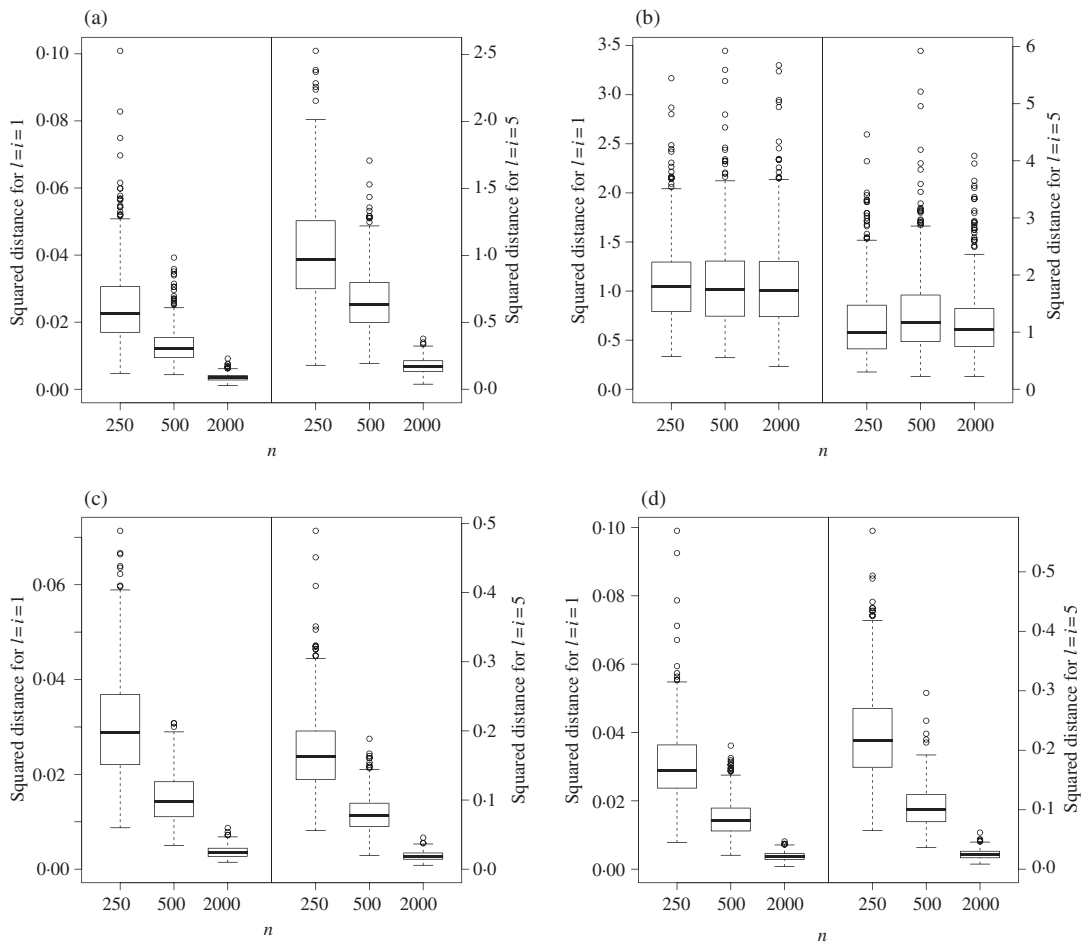 (a)
Squared distance for l=i=1
0·10
0·08
0·06
0·04
0·02
0·00
2·5
2·0
1·5
1·0
0·5
0·0
Squared distance for l=i=5
250 500 2000 250 500 2000
n
(b)
Squared distance for l=i=1
3·5
3·0
2·5
2·0
1·5
1·0
0·5
0·0
6
5
4
3
2
1
0
Squared distance for l=i=5
250 500 2000 250 500 2000
n
(c)
Squared distance for l=i=1
0·06
0·04
0·02
0·00
0·5
0·4
0·3
0·2
0·1
0·0
Squared distance for l=i=5
250 500 2000 250 500 2000
n
(d)
Squared distance for l=i=1
0·10
0·08
0·06
0·04
0·02
0·00
0·5
0·4
0·3
0·2
0·1
0·0
Squared distance for l=i=5
250 500 2000 250 500 2000
n